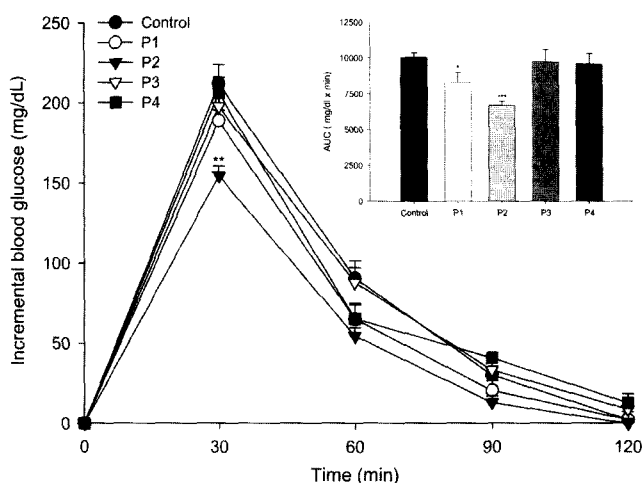 Incremental blood glucose (mg/dL)
250
200
150
100
50
0
Control
P1
P2
P3
P4
**
0
30
60
90
120
Time (min)
AUC ( mg/dl x min)
12500
10000
7500
5000
2500
0
*
***
Control
P1
P2
P3
P4